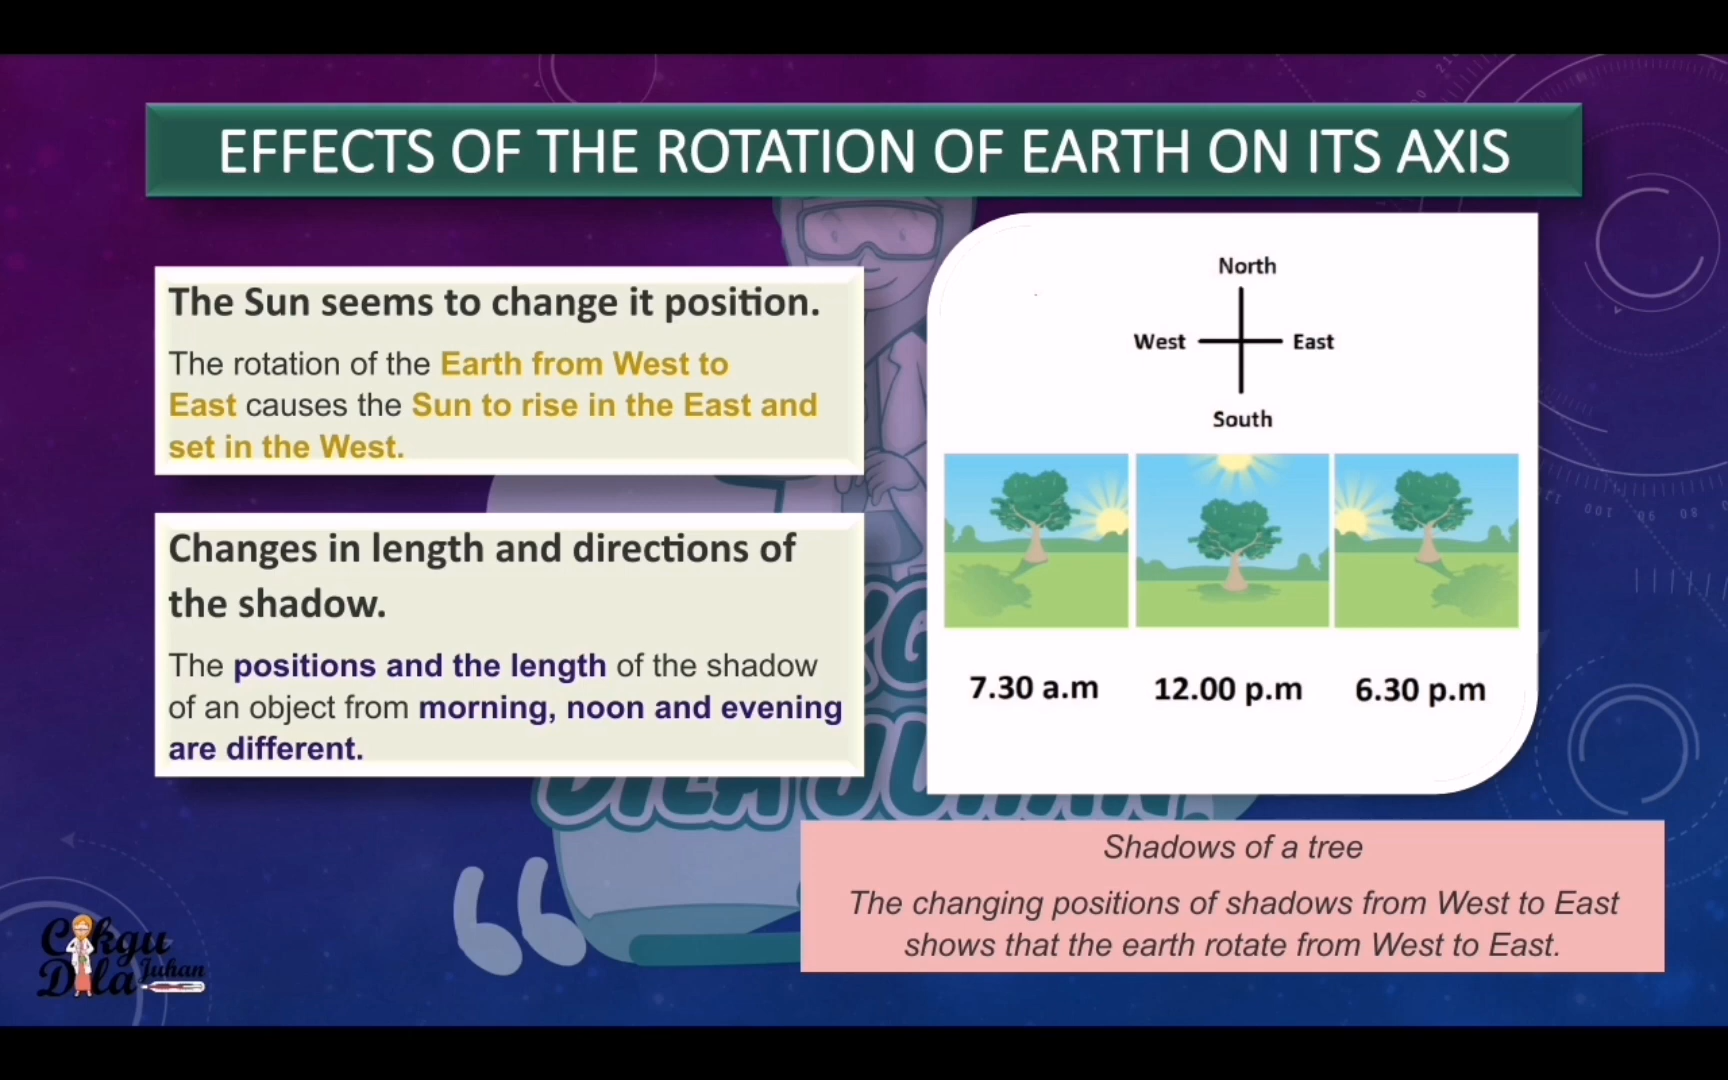 EFFECTS OF THE ROTATION OF EARTH ON ITS AXIS
The Sun seems to change it position.
The rotation of the Earth from West to
East causes the Sun to rise in the East and
set in the West.
Changes in length and directions of
the shadow.
The positions and the length of the shadow
of an object from morning, noon and evening
are different.
North
West East
South
7.30 a.m 12.00 p.m 6.30 p.m
Shadows of a tree
The changing positions of shadows from West to East
shows that the earth rotate from West to East.
Cikgu
Dila Juhan